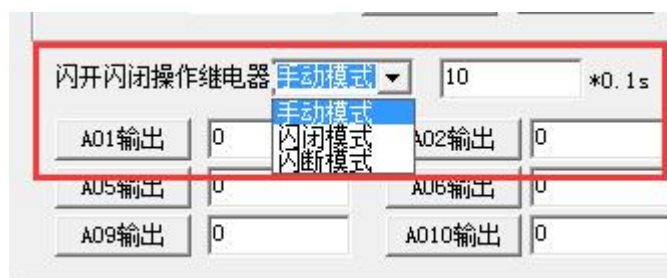 闪开闪闭操作继电器 手动模式 10 *0.1s
手动模式
闪闭模式
闪断模式
A01输出 0 A02输出 0
A05输出 0 A06输出 0
A09输出 0 A010输出 0